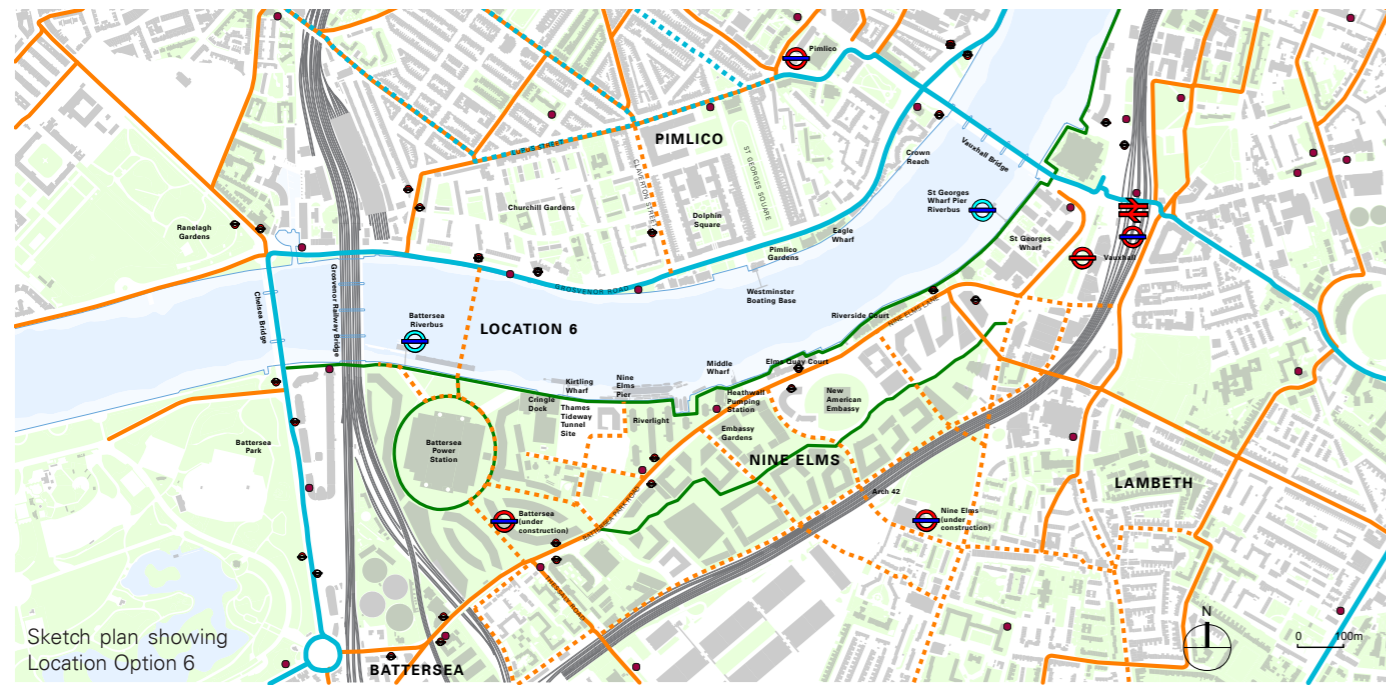 Pimlico
PIMLICO
LUPUS STREET
CLAVERTON STREET
ST GEORGES SQUARE
Crown
Reach
Vauxhall Bridge
Churchill Gardens
Dolphin
Square
St Georges
Wharf Pier
Riverbus
Ranelagh
Gardens
Eagle
Wharf
Pimlico
Gardens
St Georges
Wharf
Vauxhall
Grosvenor Railway Bridge
Chelsea Bridge
GROSVENOR ROAD
Westminster
Boating Base
Battersea
Riverbus
LOCATION 6
Riverside Court
NINE ELMS LANE
Middle
Wharf
Elms Quay Court
Kirtling
Wharf
Nine
Elms
Pier
Cringle
Dock
Thames
Tideway
Tunnel
Site
Riverlight
Heathwall
Pumping
Station
New
American
Embassy
Embassy
Gardens
Battersea
Park
Battersea
Power
Station
NINE ELMS
LAMBETH
Arch 42
Battersea
(under
construction)
BATTERSEA PARK ROAD
Nine Elms
(under
construction)
THESSALY ROAD
N
0 100m
Sketch plan showing
Location Option 6
BATTERSEA